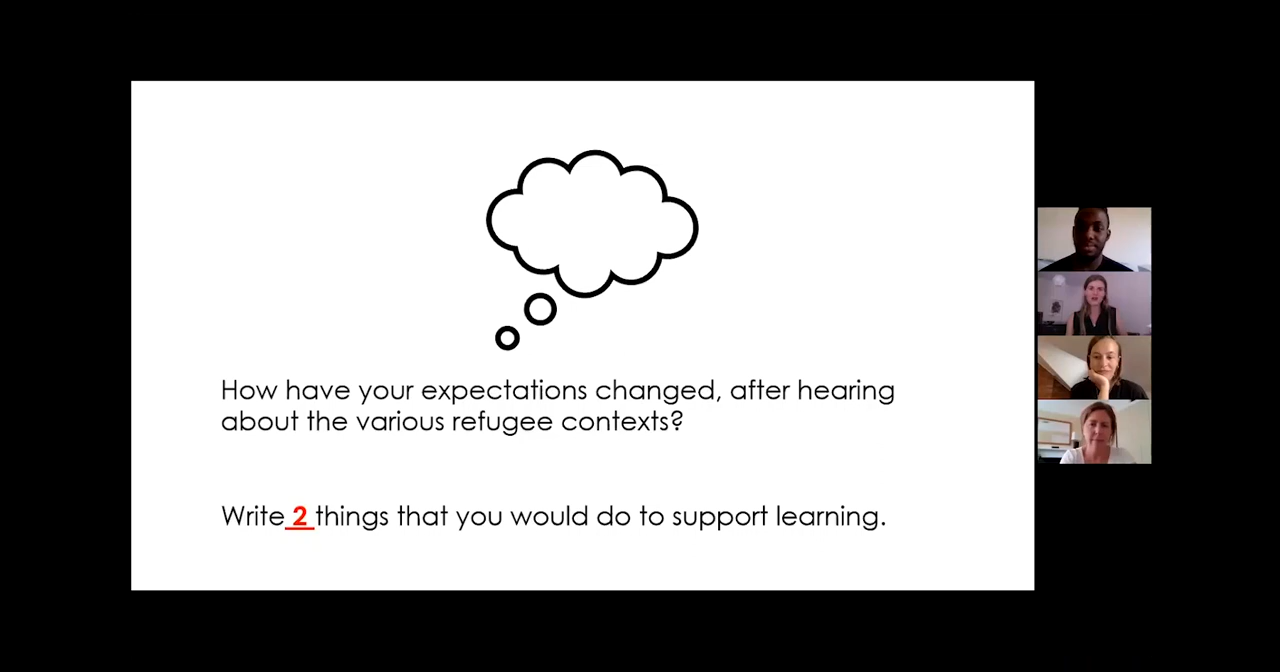 How have your expectations changed, after hearing
about the various refugee contexts?
Write 2 things that you would do to support learning.